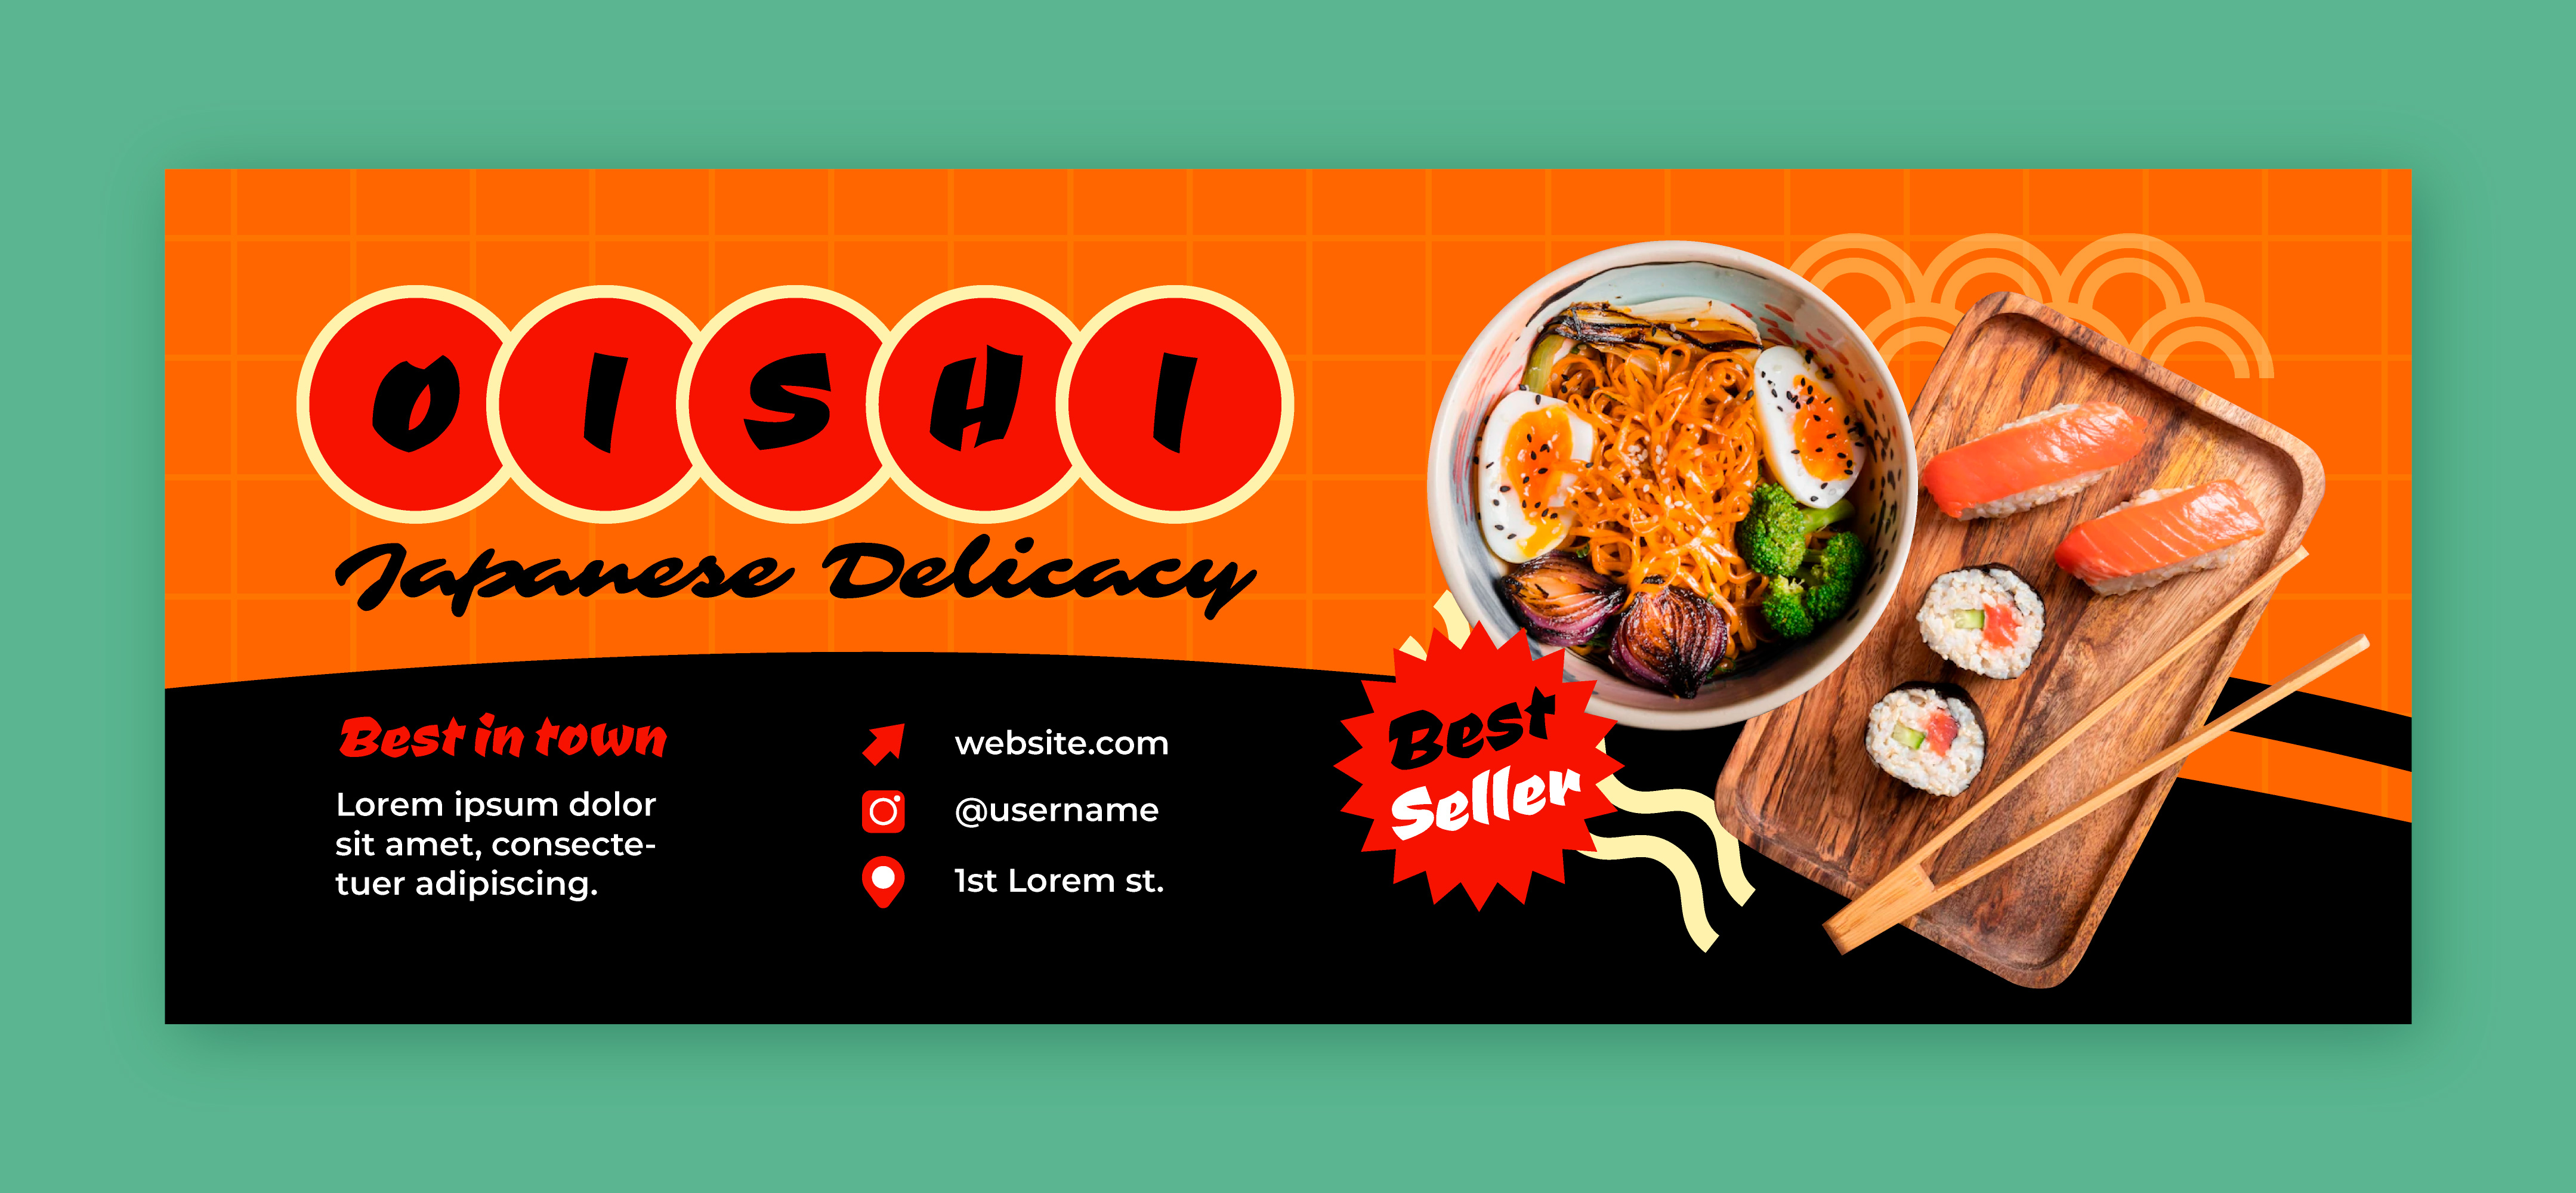 OISHI
Japanese Delicacy
Best in town
Lorem ipsum dolor
sit amet, consecte-
tuer adipiscing.
website.com
@username
1st Lorem st.
Best
Seller